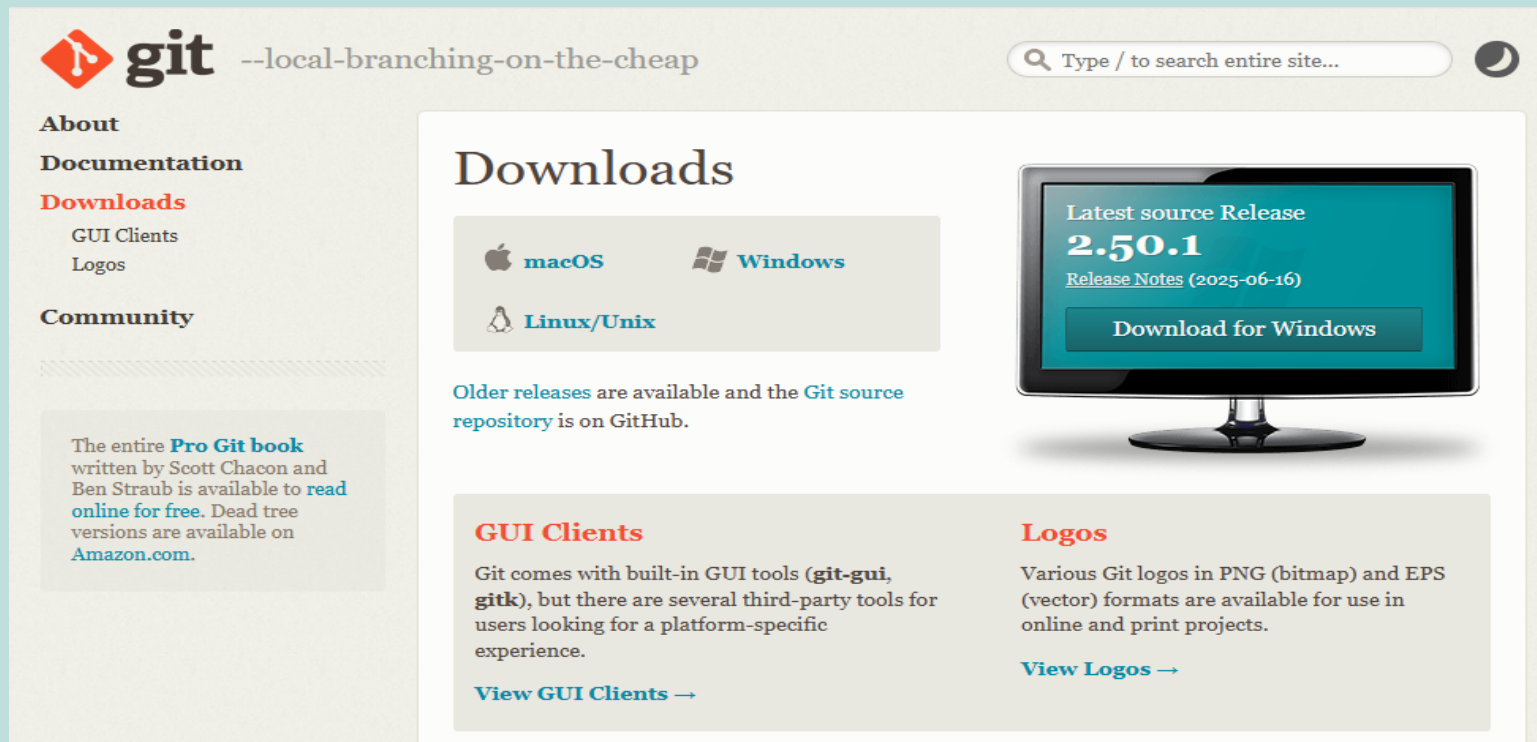 git --local-branching-on-the-cheap
Type / to search entire site...
About
Documentation
Downloads
GUI Clients
Logos
Community
The entire Pro Git book
written by Scott Chacon and
Ben Straub is available to read
online for free. Dead tree
versions are available on
Amazon.com.
Downloads
macOS
Windows
Linux/Unix
Older releases are available and the Git source
repository is on GitHub.
Latest source Release
2.50.1
Release Notes (2025-06-16)
Download for Windows
GUI Clients
Git comes with built-in GUI tools (git-gui,
gitk), but there are several third-party tools for
users looking for a platform-specific
experience.
View GUI Clients →
Logos
Various Git logos in PNG (bitmap) and EPS
(vector) formats are available for use in
online and print projects.
View Logos →